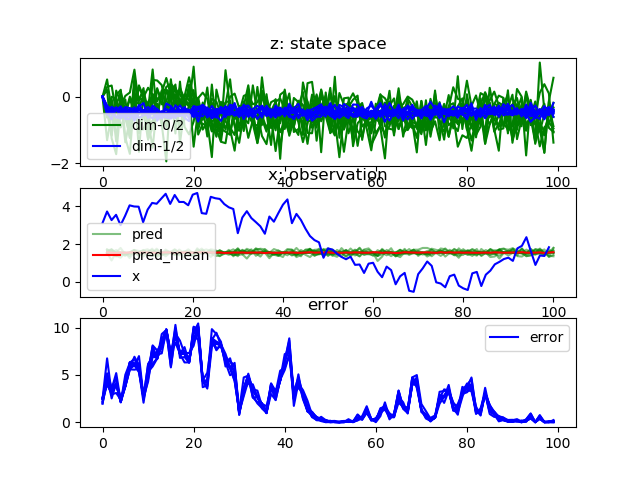 z: state space
0
−2
dim-0/2
dim-1/2
0 20 40 60 80 100
x: observation
4
2
0
pred
pred_mean
x
0 20 40 60 80 100
error
10
5
0
error
0 20 40 60 80 100